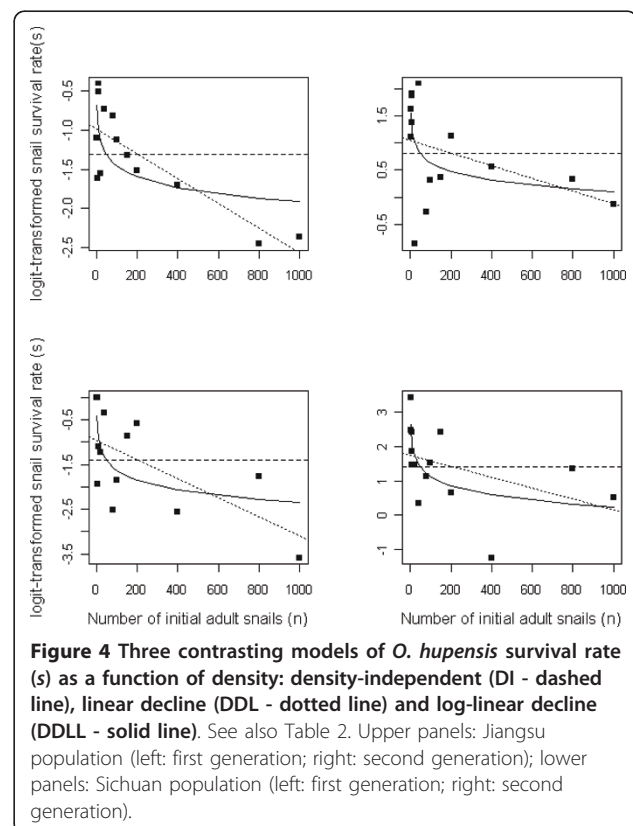 logit-transformed snail survival rate(s)
-0.5
-1.0
-1.5
-2.0
-2.5
0 200 400 600 800 1000
1.5
0.5
-0.5
0 200 400 600 800 1000
logit-transformed snail survival rate (s)
-0.5
-1.5
-2.5
-3.5
0 200 400 600 800 1000
Number of initial adult snails (n)
3
2
1
0
-1
0 200 400 600 800 1000
Number of initial adult snails (n)
Figure 4 Three contrasting models of O. hupensis survival rate
(s) as a function of density: density-independent (DI - dashed
line), linear decline (DDL - dotted line) and log-linear decline
(DDLL - solid line). See also Table 2. Upper panels: Jiangsu
population (left: first generation; right: second generation); lower
panels: Sichuan population (left: first generation; right: second
generation).